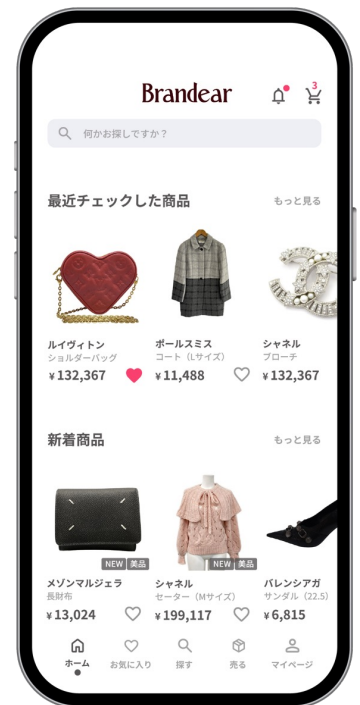 Brandear
3
何かお探しですか？
最近チェックした商品 もっと見る
ルイヴィトン
ショルダーバッグ
¥132,367
ポールスミス
コート（Lサイズ）
¥11,488
シャネル
ブローチ
¥132,367
新着商品 もっと見る
NEW 美品
メゾンマルジェラ
長財布
¥13,024
NEW 美品
シャネル
セーター（Mサイズ）
¥199,117
バレンシアガ
サンダル（22.5）
¥6,815
ホーム お気に入り 探す 売る マイページ